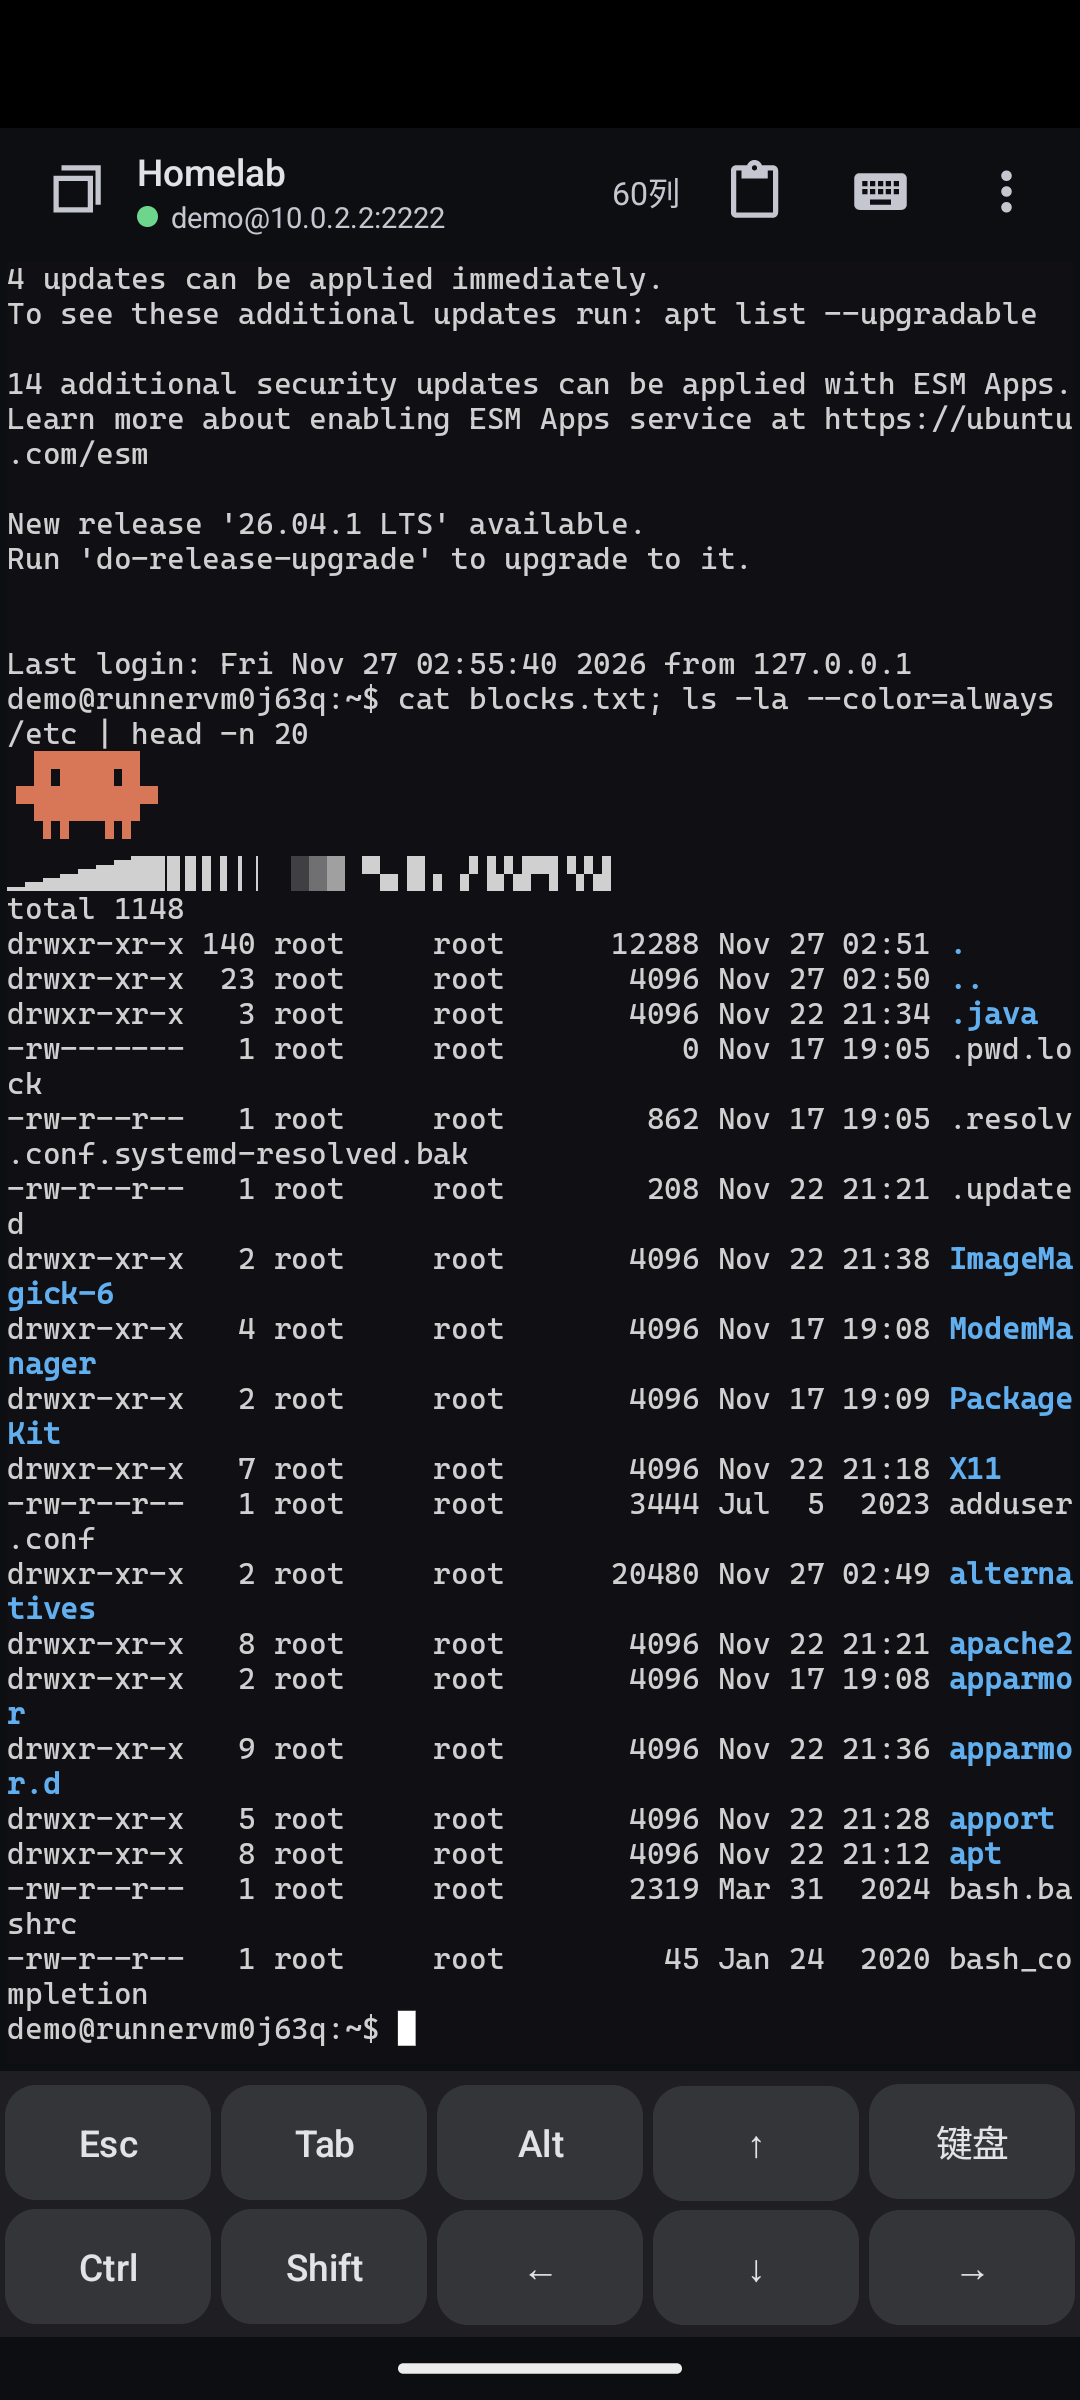 Homelab
demo@10.0.2.2:2222
60列
4 updates can be applied immediately.
To see these additional updates run: apt list --upgradable
14 additional security updates can be applied with ESM Apps.
Learn more about enabling ESM Apps service at https://ubuntu
.com/esm
New release '26.04.1 LTS' available.
Run 'do-release-upgrade' to upgrade to it.
Last login: Fri Nov 27 02:55:40 2026 from 127.0.0.1
demo@runnervm0j63q:~$ cat blocks.txt; ls -la --color=always
/etc | head -n 20
total 1148
drwxr-xr-x 140 root     root      12288 Nov 27 02:51 .
drwxr-xr-x  23 root     root       4096 Nov 27 02:50 ..
drwxr-xr-x   3 root     root       4096 Nov 22 21:34 .java
-rw-------   1 root     root          0 Nov 17 19:05 .pwd.lo
ck
-rw-r--r--   1 root     root        862 Nov 17 19:05 .resolv
.conf.systemd-resolved.bak
-rw-r--r--   1 root     root        208 Nov 22 21:21 .update
d
drwxr-xr-x   2 root     root       4096 Nov 22 21:38 ImageMa
gick-6
drwxr-xr-x   4 root     root       4096 Nov 17 19:08 ModemMa
nager
drwxr-xr-x   2 root     root       4096 Nov 17 19:09 Package
Kit
drwxr-xr-x   7 root     root       4096 Nov 22 21:18 X11
-rw-r--r--   1 root     root       3444 Jul  5  2023 adduser
.conf
drwxr-xr-x   2 root     root      20480 Nov 27 02:49 alterna
tives
drwxr-xr-x   8 root     root       4096 Nov 22 21:21 apache2
drwxr-xr-x   2 root     root       4096 Nov 17 19:08 apparmo
r
drwxr-xr-x   9 root     root       4096 Nov 22 21:36 apparmo
r.d
drwxr-xr-x   5 root     root       4096 Nov 22 21:28 apport
drwxr-xr-x   8 root     root       4096 Nov 22 21:12 apt
-rw-r--r--   1 root     root       2319 Mar 31  2024 bash.ba
shrc
-rw-r--r--   1 root     root         45 Jan 24  2020 bash_co
mpletion
demo@runnervm0j63q:~$
Esc Tab Alt ↑ 键盘
Ctrl Shift ← ↓ →